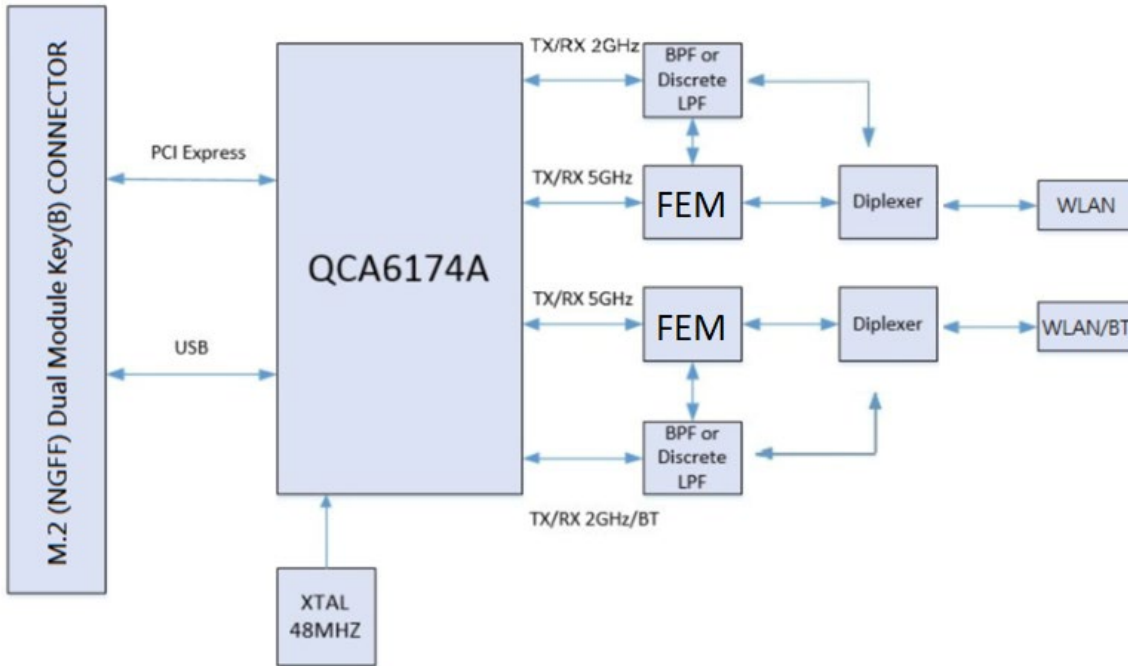 M.2 (NGFF) Dual Module Key(B) CONNECTOR
PCI Express
USB
QCA6174A
XTAL
48MHZ
TX/RX 2GHz
BPF or
Discrete
LPF
TX/RX 5GHz
FEM
Diplexer
WLAN
TX/RX 5GHz
FEM
Diplexer
WLAN/BT
BPF or
Discrete
LPF
TX/RX 2GHz/BT